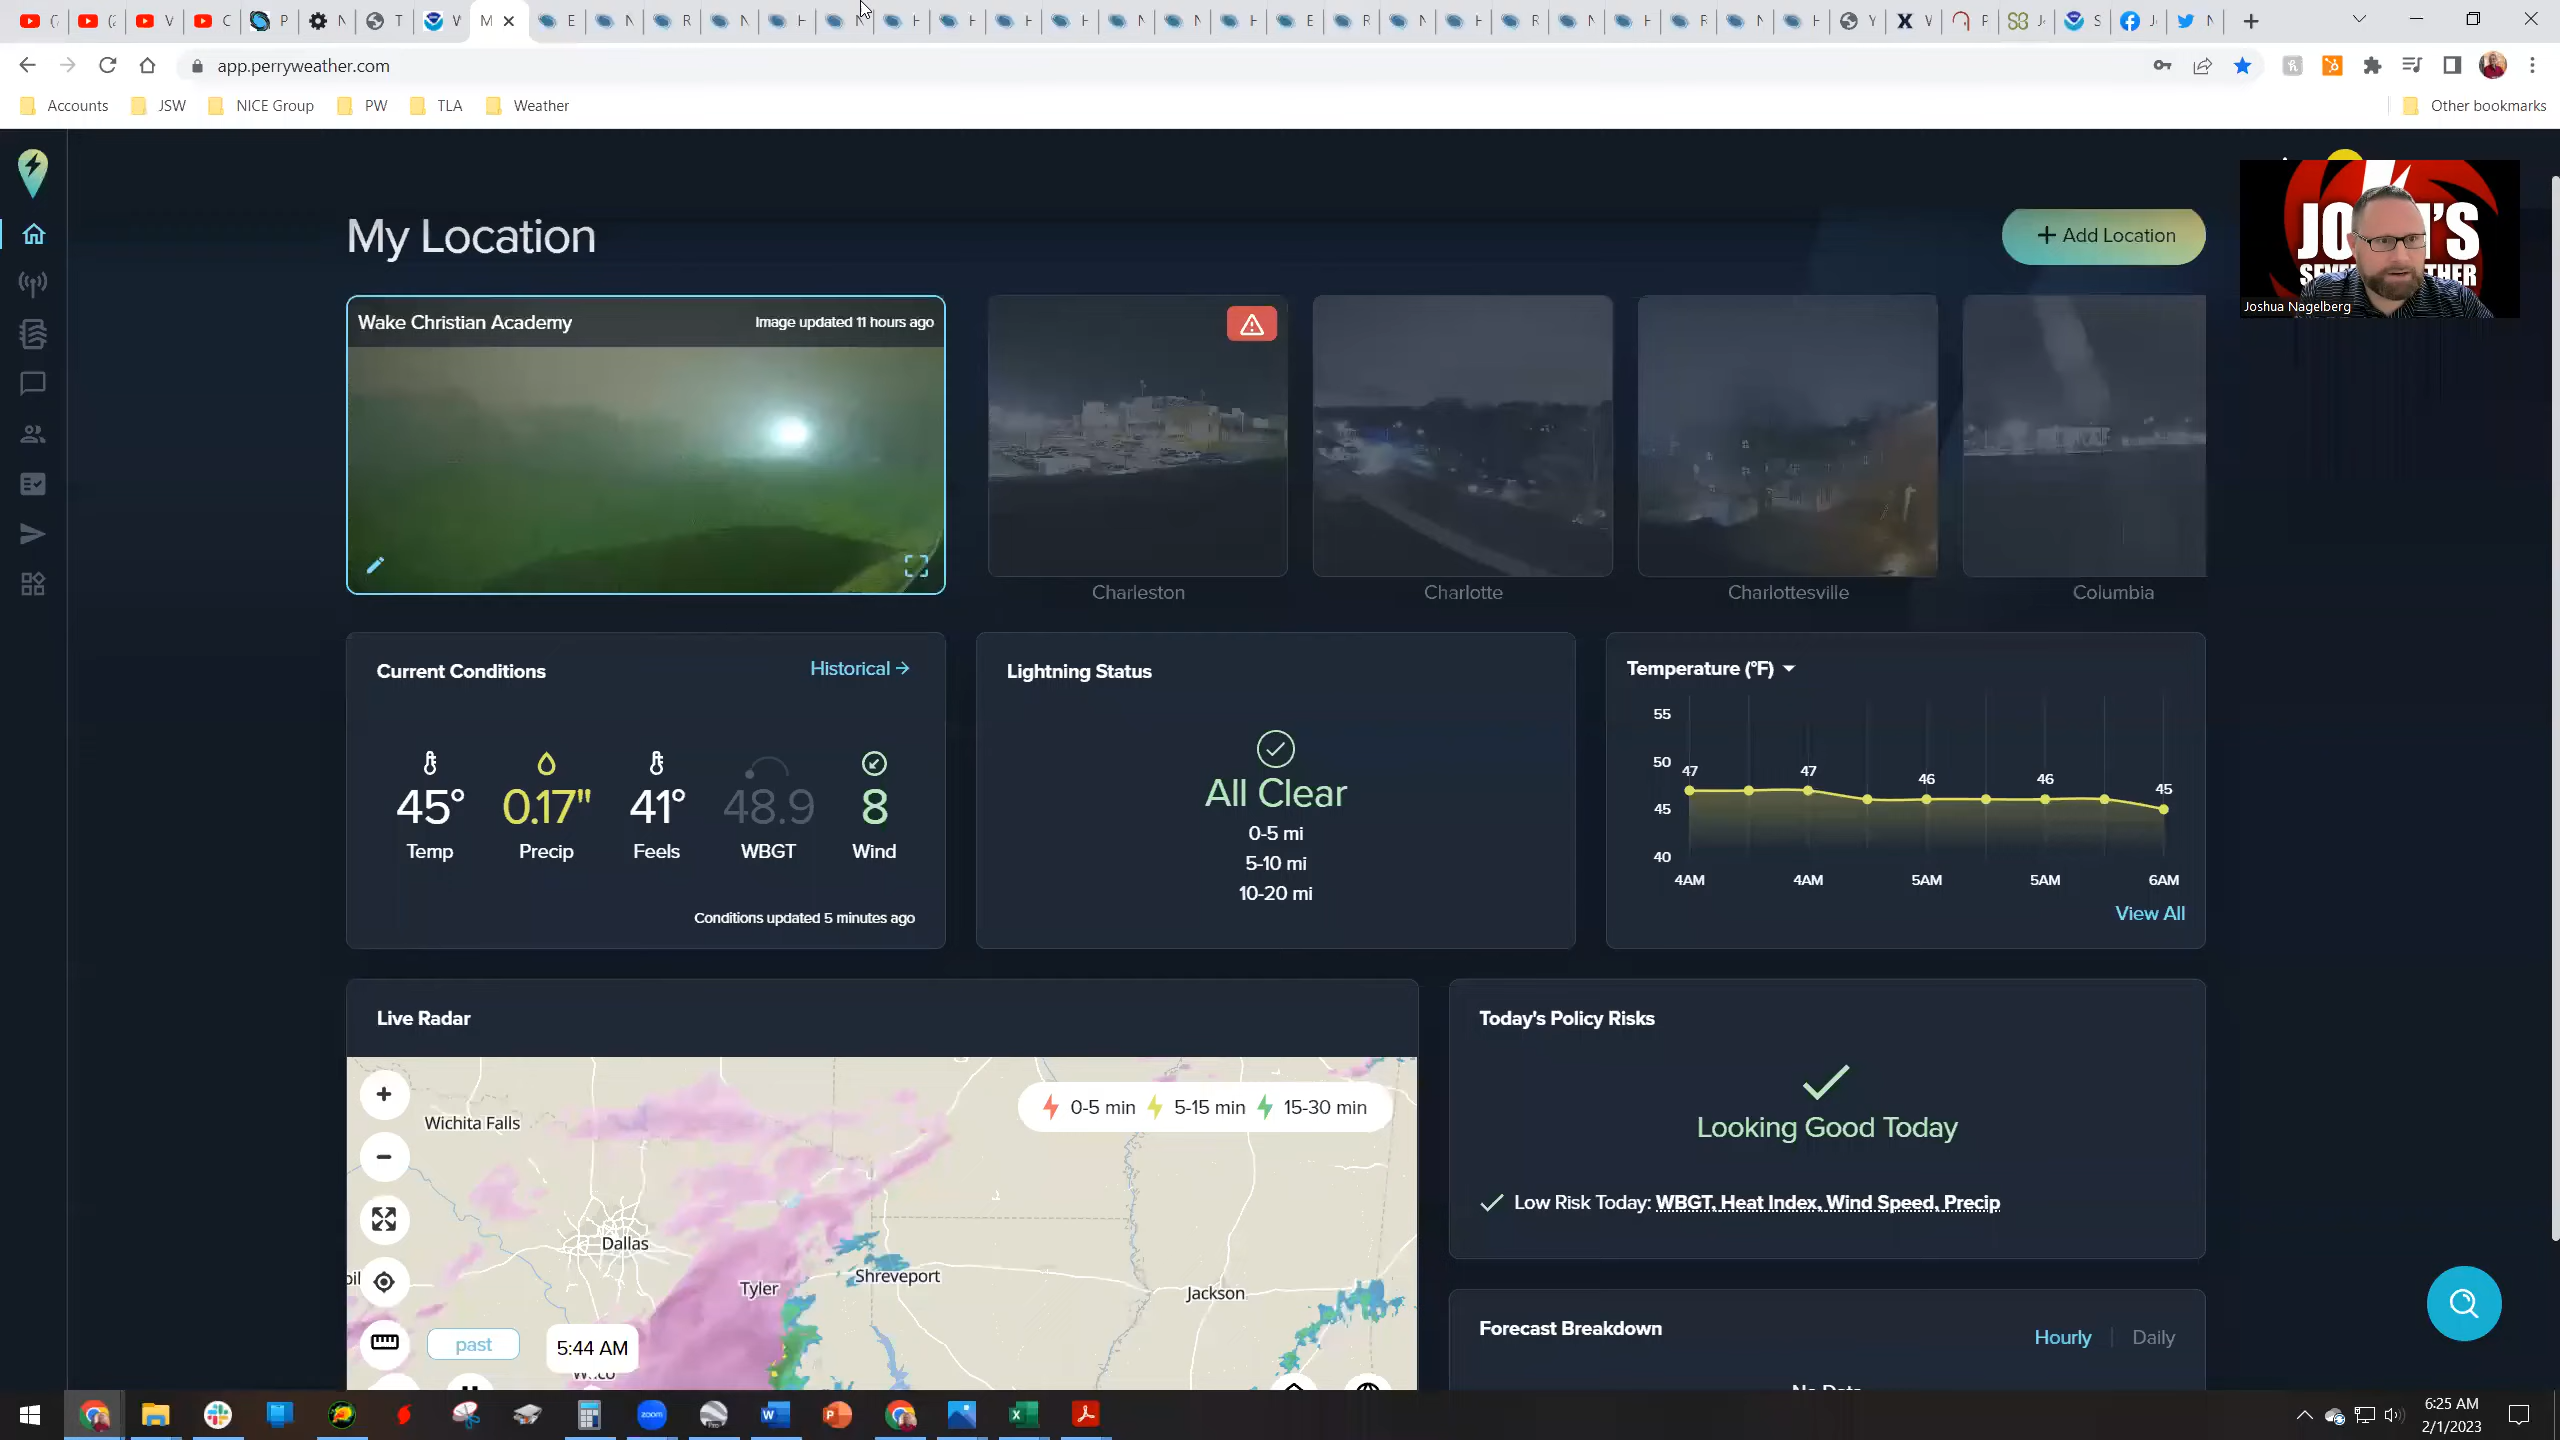 app.perryweather.com
Accounts JSW NICE Group PW TLA Weather Other bookmarks
My Location
+ Add Location
JO 'S
Joshua Nagelberg
Wake Christian Academy Image updated 11 hours ago
Charleston Charlotte Charlottesville Columbia
Current Conditions Historical →
45° 0.17" 41° 48.9 8
Temp Precip Feels WBGT Wind
Conditions updated 5 minutes ago
Lightning Status
All Clear
0-5 mi
5-10 mi
10-20 mi
Temperature (°F)
55
50
45
40
47 47 46 46 45
4AM 4AM 5AM 5AM 6AM
View All
Live Radar
0-5 min 5-15 min 15-30 min
Wichita Falls
Dallas
Tyler
Shreveport
Jackson
past
5:44 AM
Today's Policy Risks
Looking Good Today
Low Risk Today: WBGT, Heat Index, Wind Speed, Precip
Forecast Breakdown
Hourly | Daily
zoom
6:25 AM
2/1/2023